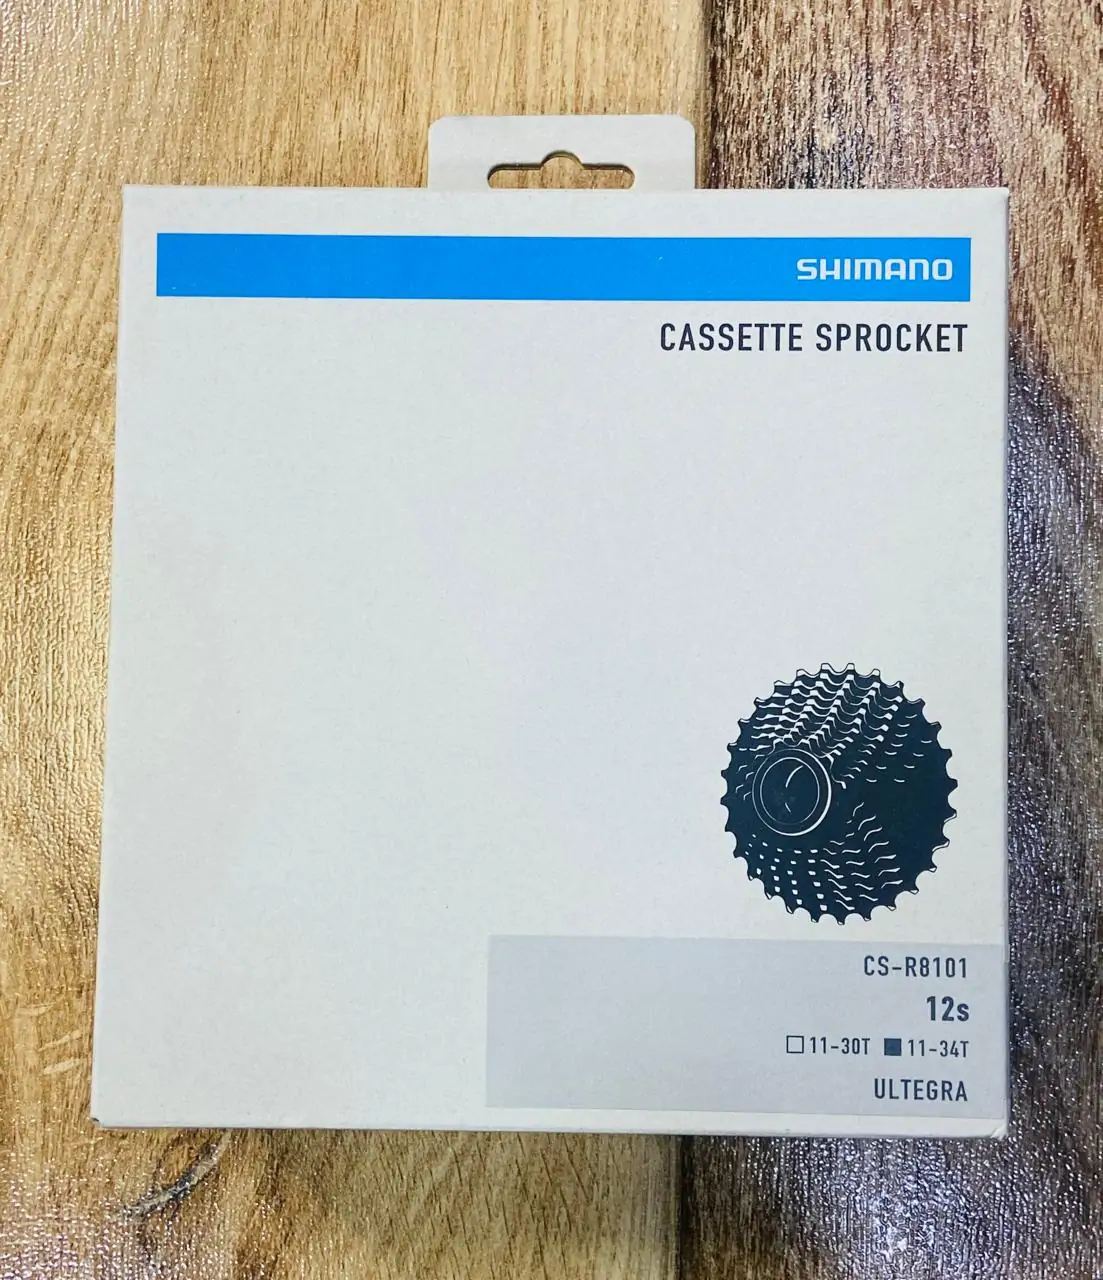 SHIMANO
CASSETTE SPROCKET
CS-R8101
12s
□ 11-30T ■ 11-34T
ULTEGRA